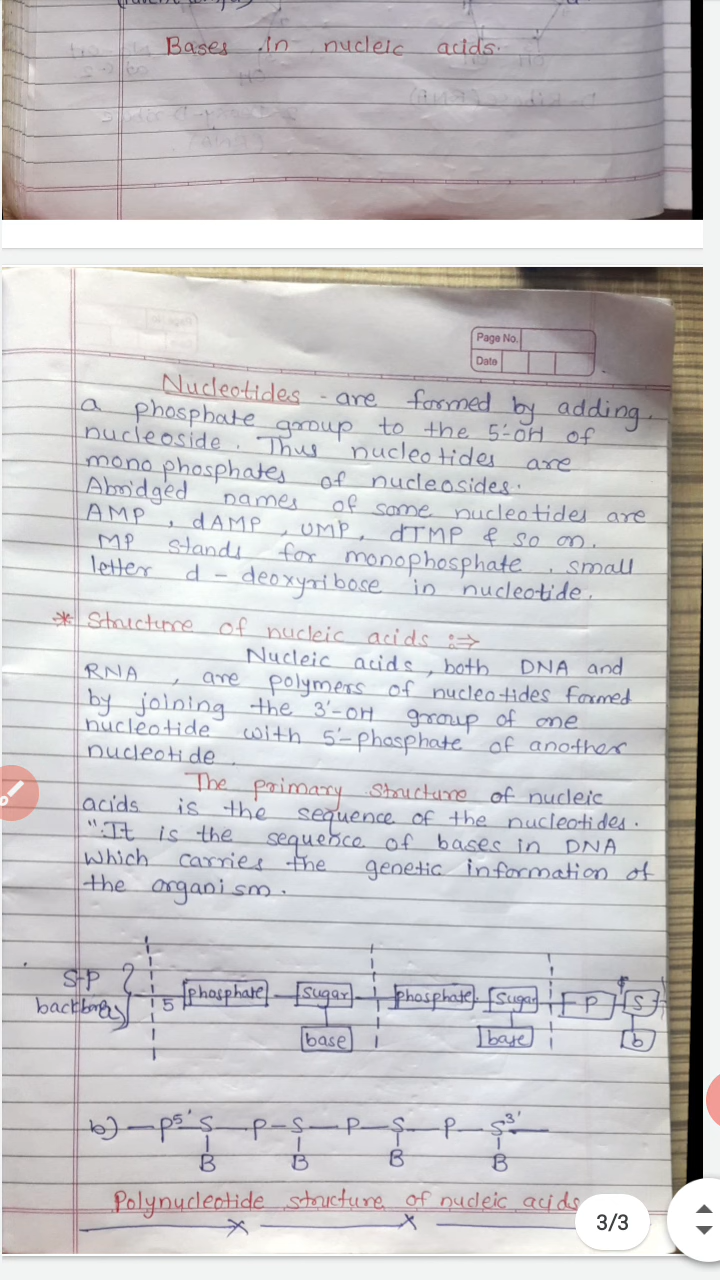 Bases in nucleic acids.
Page No.
Date
Nucleotides - are formed by adding
a phosphate group to the 5'-OH of
nucleoside. Thus nucleotides are
monophosphates of nucleosides.
Abridged names of some nucleotides are
AMP, dAMP, UMP, dTMP & so on.
MP stands for monophosphate, small
letter d - deoxyribose in nucleotide.
* Structure of nucleic acids :⇒
Nucleic acids, both DNA and
RNA, are polymers of nucleotides formed
by joining the 3'-OH group of one
nucleotide with 5'-phosphate of another
nucleotide.
The primary structure of nucleic
acids is the sequence of the nucleotides.
"It is the sequence of bases in DNA
which carries the genetic information of
the organism.
S-P
backbone
5 phosphate sugar phosphate sugar P S
base base b
b) - P 5' S - P - S - P - S - P - S 3' -
B B B B
Polynucleotide structure of nucleic acids
3/3